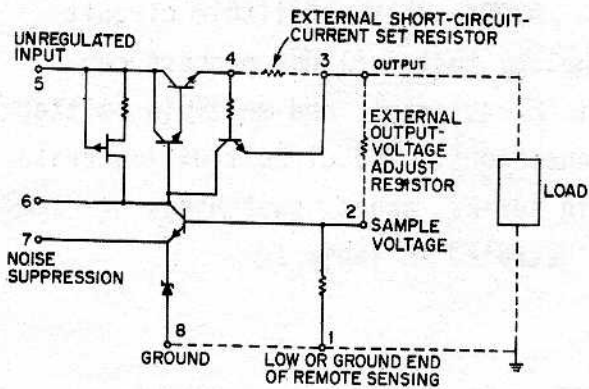 EXTERNAL SHORT-CIRCUIT-
CURRENT SET RESISTOR
UNREGULATED
INPUT
5
4
3
OUTPUT
EXTERNAL
OUTPUT-
VOLTAGE
ADJUST
RESISTOR
LOAD
6
2
SAMPLE
VOLTAGE
7
NOISE
SUPPRESSION
8
1
GROUND
LOW OR GROUND END
OF REMOTE SENSING